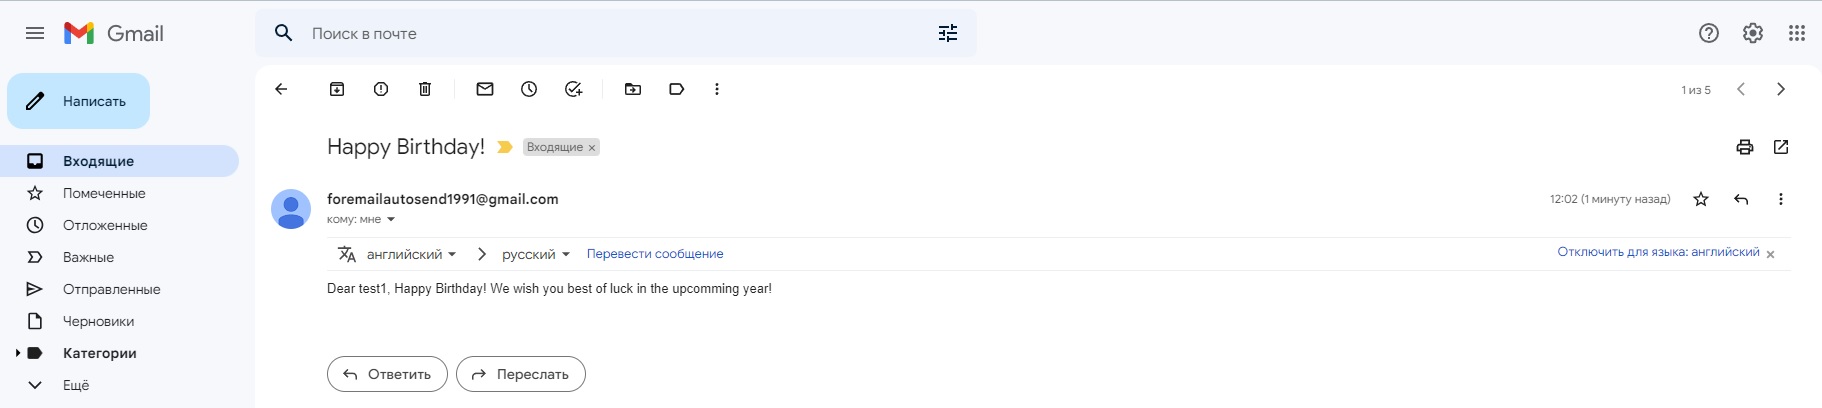 Gmail
Поиск в почте
Написать
1 из 5
Happy Birthday! Входящие ×
Входящие
Помеченные
foremailautosend1991@gmail.com 12:02 (1 минуту назад)
кому: мне
Отложенные
английский > русский Перевести сообщение Отключить для языка: английский ×
Важные
Dear test1, Happy Birthday! We wish you best of luck in the upcomming year!
Отправленные
Черновики
Категории
Ещё
Ответить Переслать